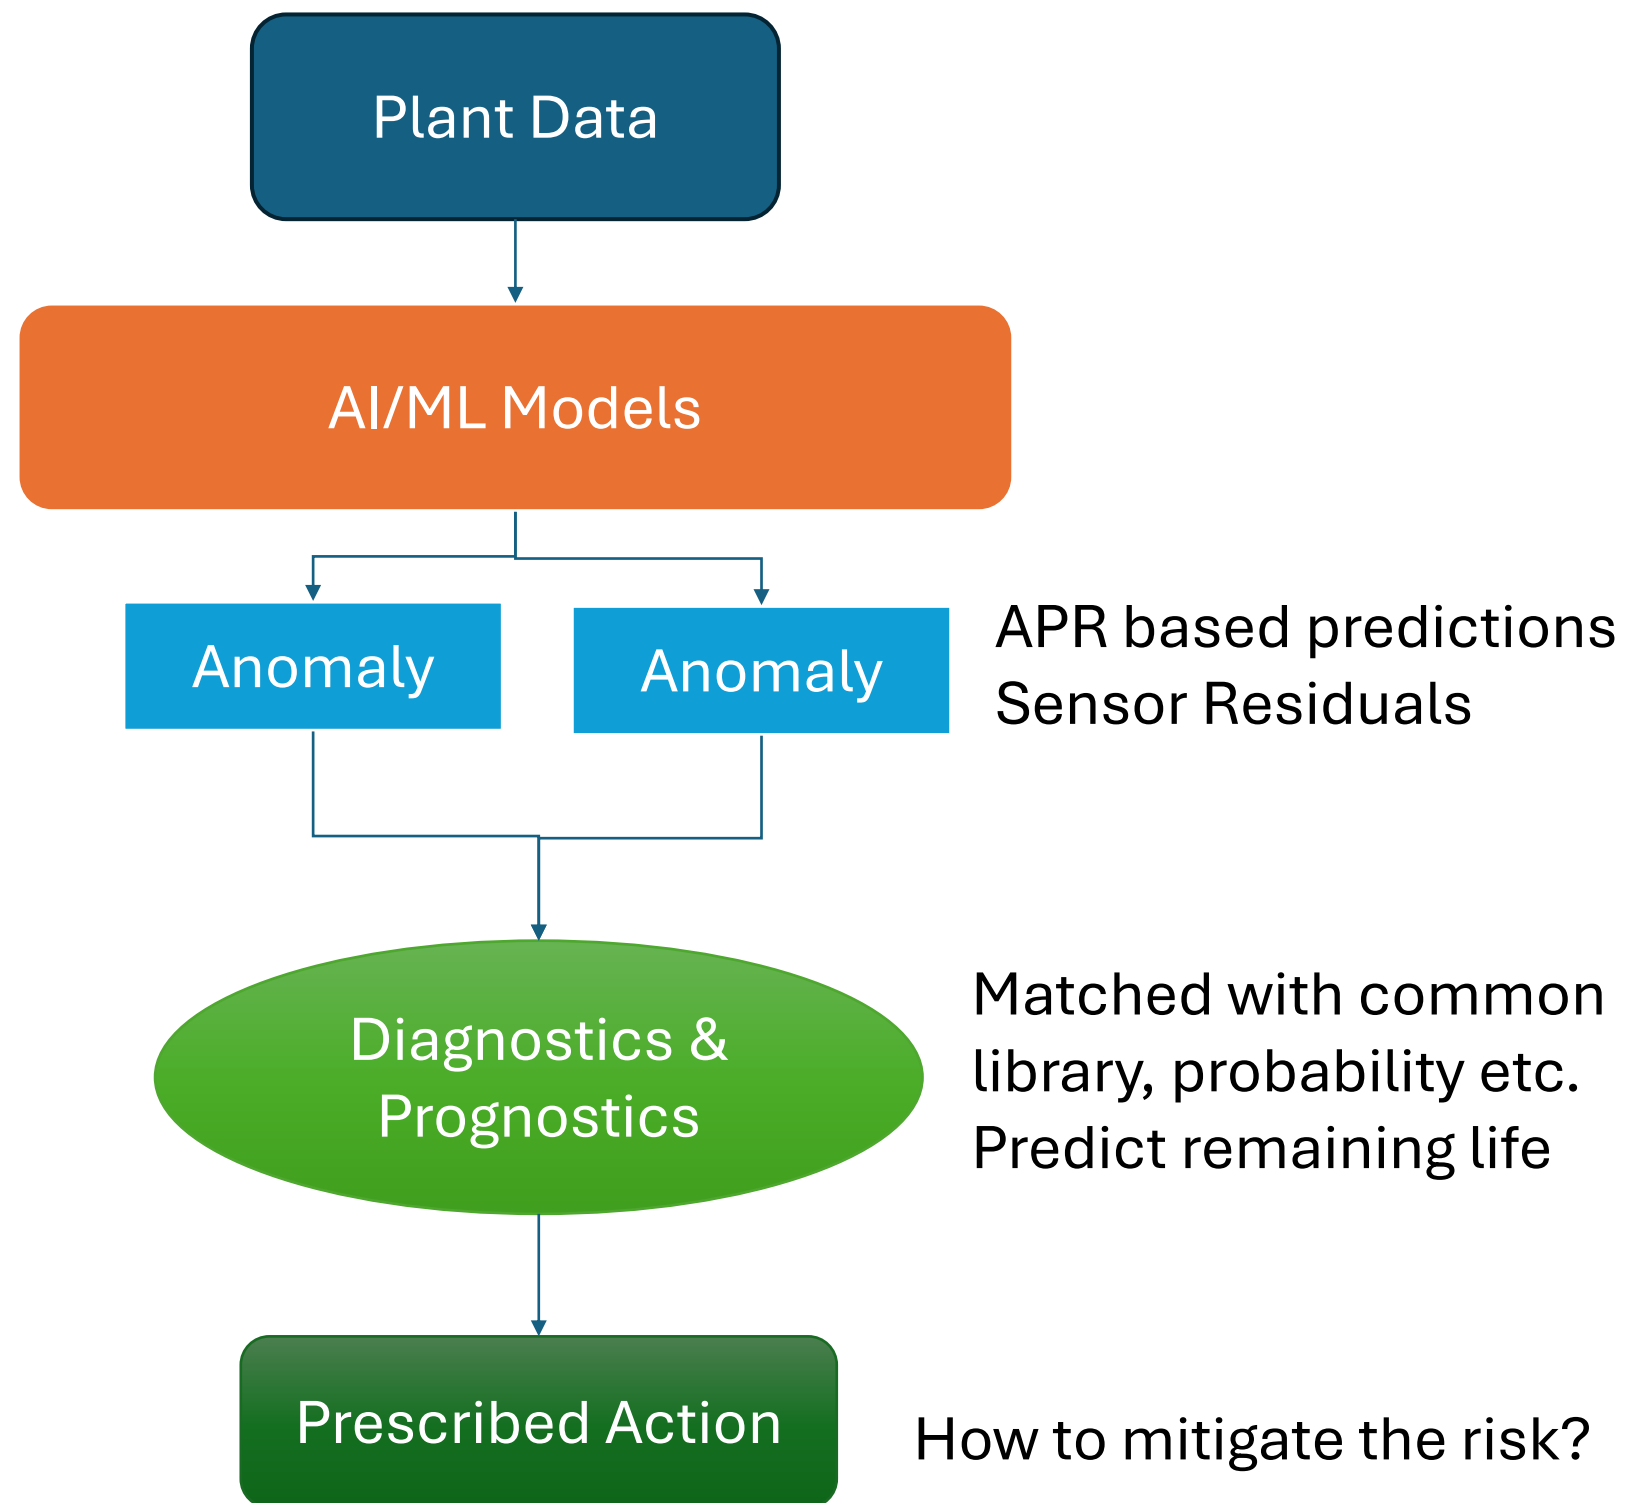 Plant Data
AI/ML Models
Anomaly
Anomaly
APR based predictions
Sensor Residuals
Diagnostics &
Prognostics
Matched with common
library, probability etc.
Predict remaining life
Prescribed Action
How to mitigate the risk?